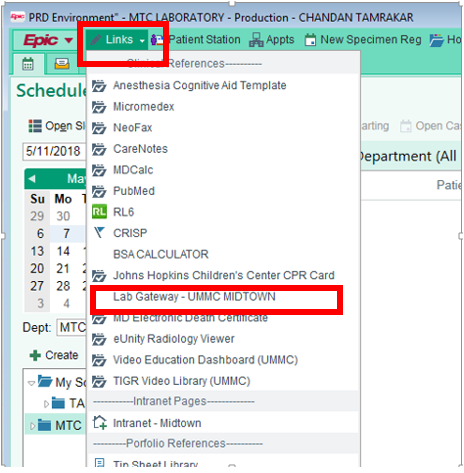 PRD Environment" - MTC LABORATORY - Production - CHANDAN TAMRAKAR
Epic Links Patient Station Appts New Specimen Reg
Clinical References----------
Schedule
Anesthesia Cognitive Aid Template
Micromedex
Open
NeoFax
Open
CareNotes
5/11/2018
MDCalc
Department (All
PubMed
RL RL6
Su Mo
CRISP
29 30
BSA CALCULATOR
6 7
Johns Hopkins Children's Center CPR Card
13 14
Lab Gateway - UMMC MIDTOWN
20 21
MD Electronic Death Certificate
27 28
eUnity Radiology Viewer
3 4
Video Education Dashboard (UMMC)
Dept: MTC
TIGR Video Library (UMMC)
Create
------------Intranet Pages------------
My
Intranet - Midtown
TA
---------Porfolio References----------
MTC
Tip Sheet Library